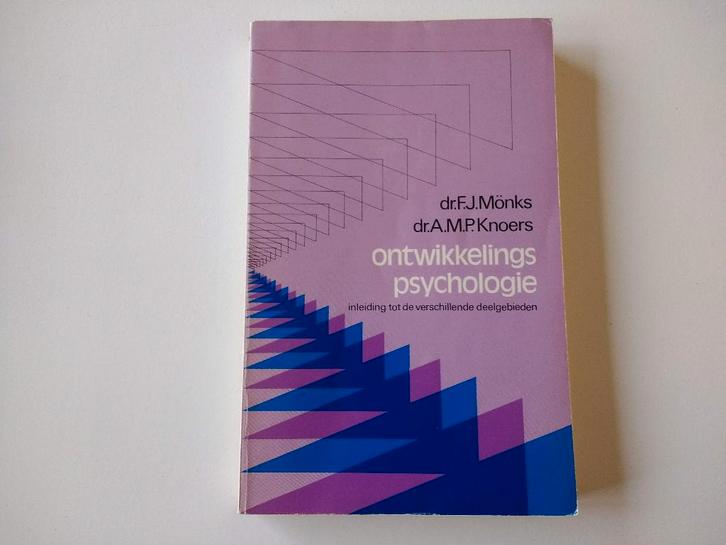 dr.F.J.Mönks
dr.A.M.P.Knoers
ontwikkelings
psychologie
inleiding tot de verschillende deelgebieden